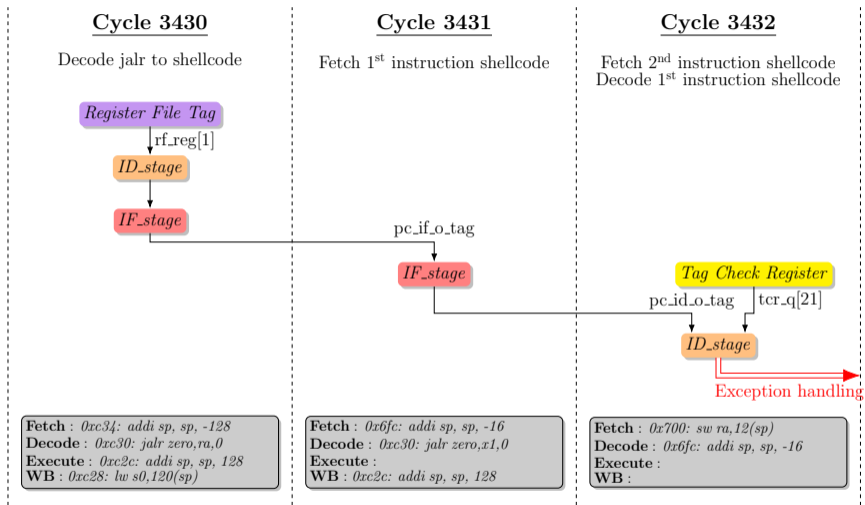 Cycle 3430
Decode jalr to shellcode
Register File Tag
rf_reg[1]
ID_stage
IF_stage
Fetch : 0xc34: addi sp, sp, -128
Decode : 0xc30: jalr zero,ra,0
Execute : 0xc2c: addi sp, sp, 128
WB : 0xc28: lw s0,120(sp)
Cycle 3431
Fetch 1st instruction shellcode
pc_if_o_tag
IF_stage
Fetch : 0x6fc: addi sp, sp, -16
Decode : 0xc30: jalr zero,x1,0
Execute :
WB : 0xc2c: addi sp, sp, 128
Cycle 3432
Fetch 2nd instruction shellcode
Decode 1st instruction shellcode
Tag Check Register
pc_id_o_tag
tcr_q[21]
ID_stage
Exception handling
Fetch : 0x700: sw ra,12(sp)
Decode : 0x6fc: addi sp, sp, -16
Execute :
WB :